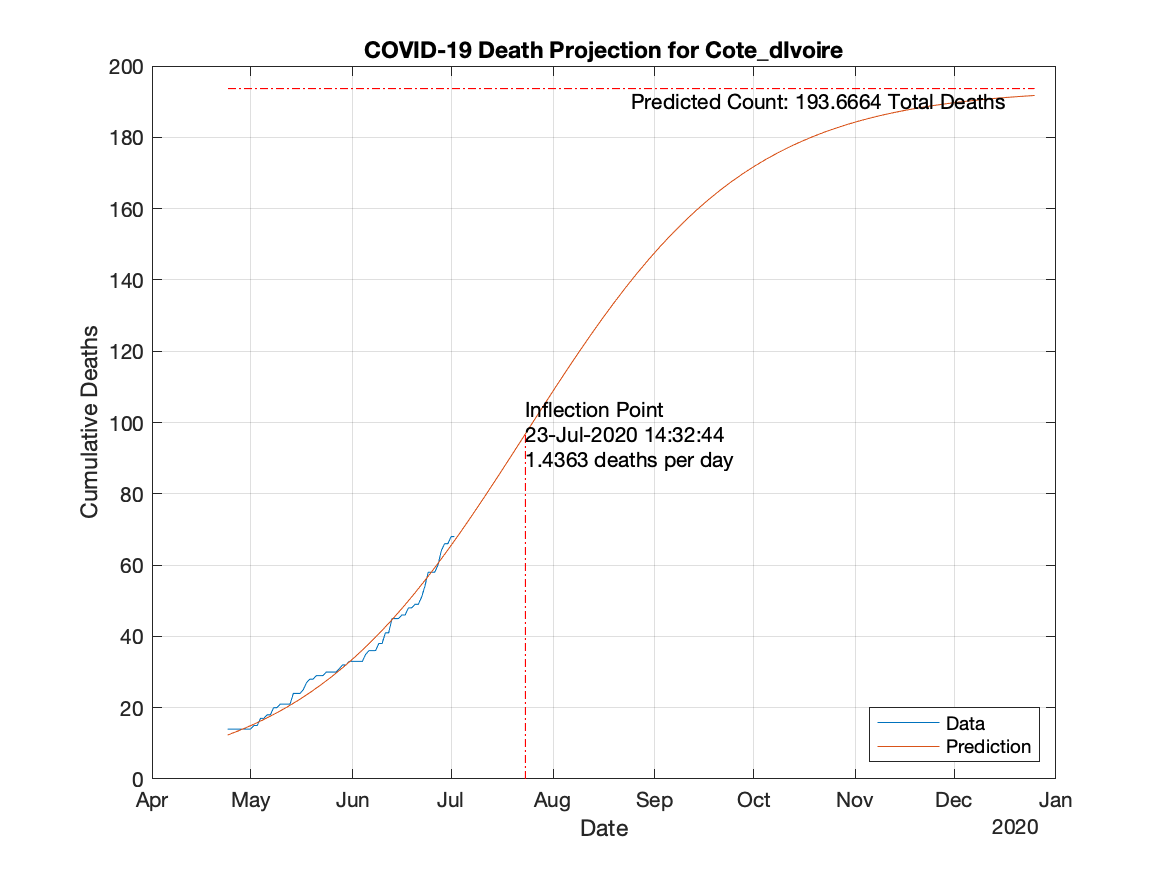 COVID-19 Death Projection for Cote_dIvoire
200
180
160
140
120
100
80
60
40
20
0
Cumulative Deaths
Predicted Count: 193.6664 Total Deaths
Inflection Point
23-Jul-2020 14:32:44
1.4363 deaths per day
Data
Prediction
Apr May Jun Jul Aug Sep Oct Nov Dec Jan
Date
2020